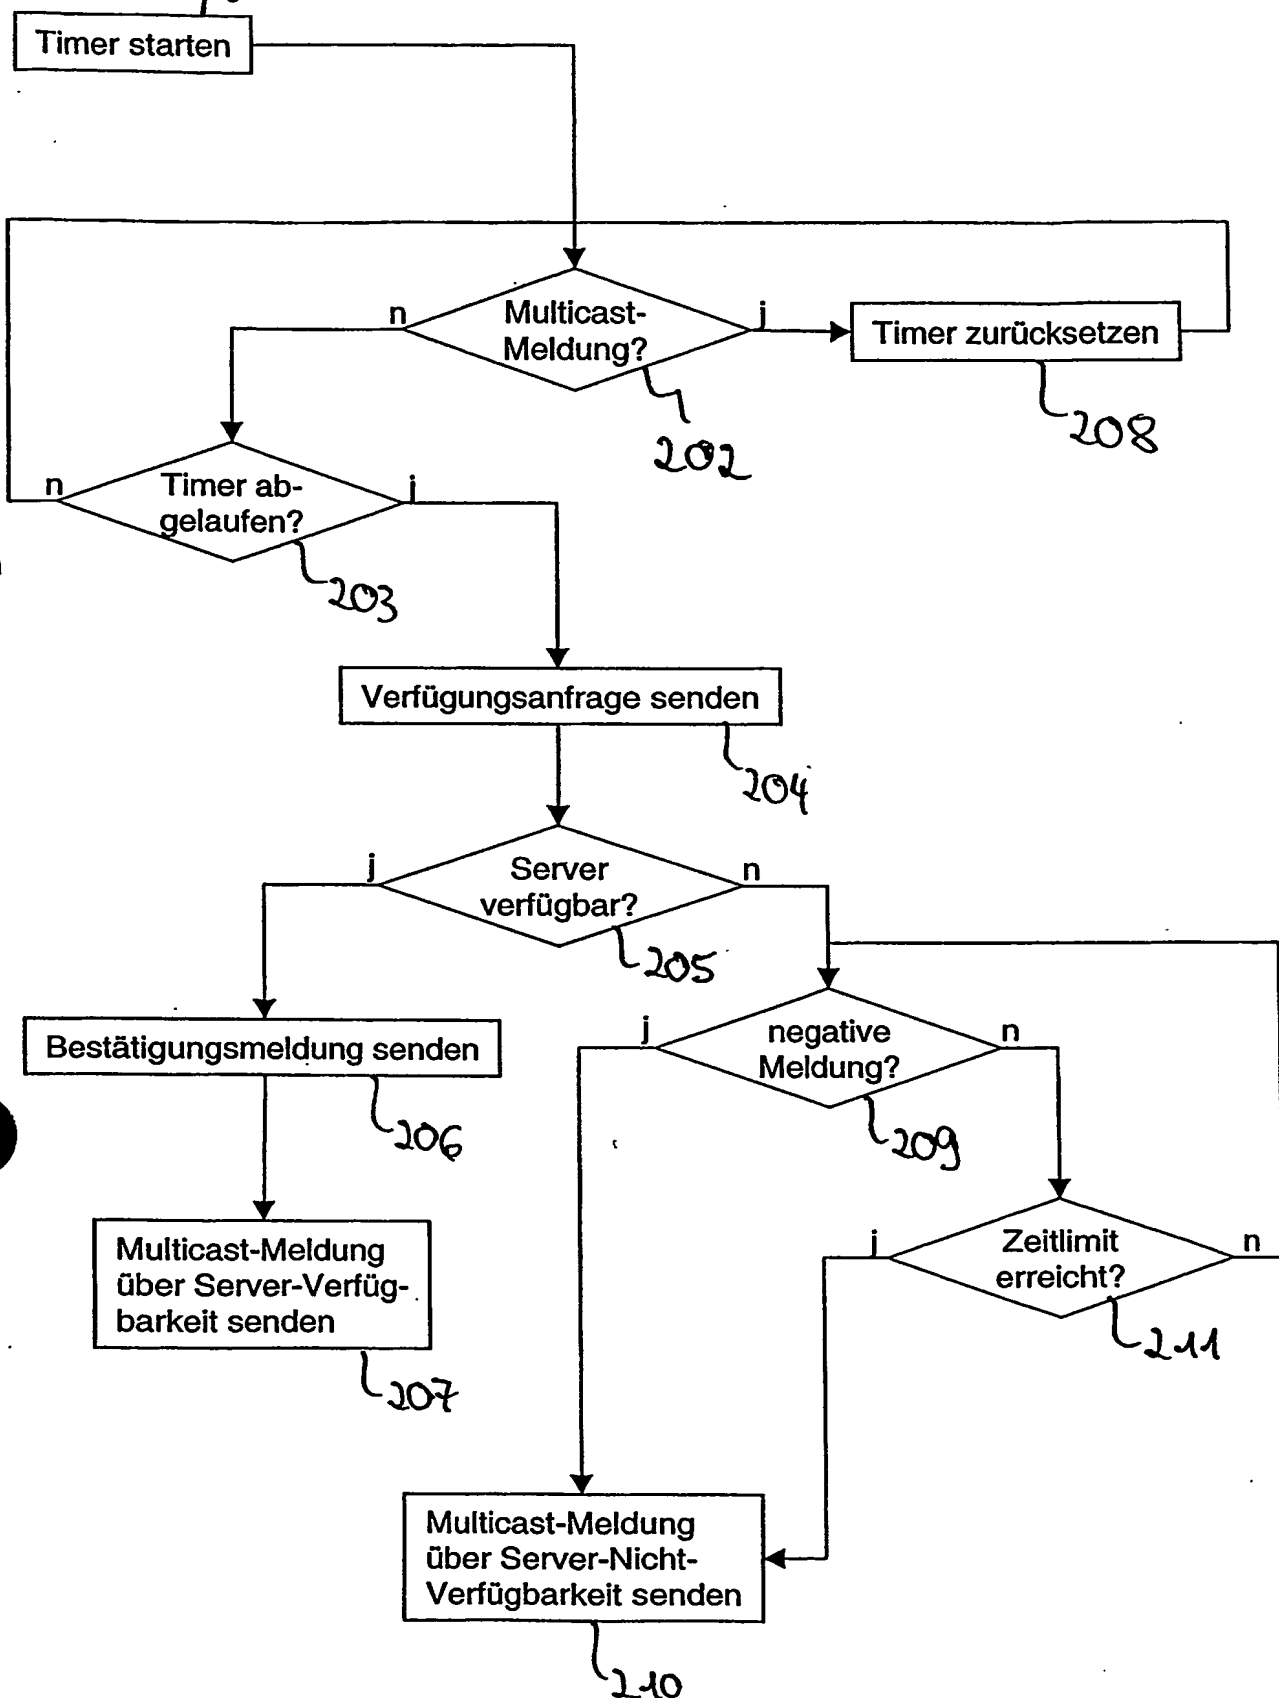 Timer starten
n
Multicast-
Meldung?
j
Timer zurücksetzen
202
208
n
Timer ab-
gelaufen?
j
203
Verfügungsanfrage senden
204
j
Server
verfügbar?
n
205
Bestätigungsmeldung senden
206
j
negative
Meldung?
n
209
Multicast-Meldung
über Server-Verfüg-
barkeit senden
207
j
Zeitlimit
erreicht?
n
211
Multicast-Meldung
über Server-Nicht-
Verfügbarkeit senden
210